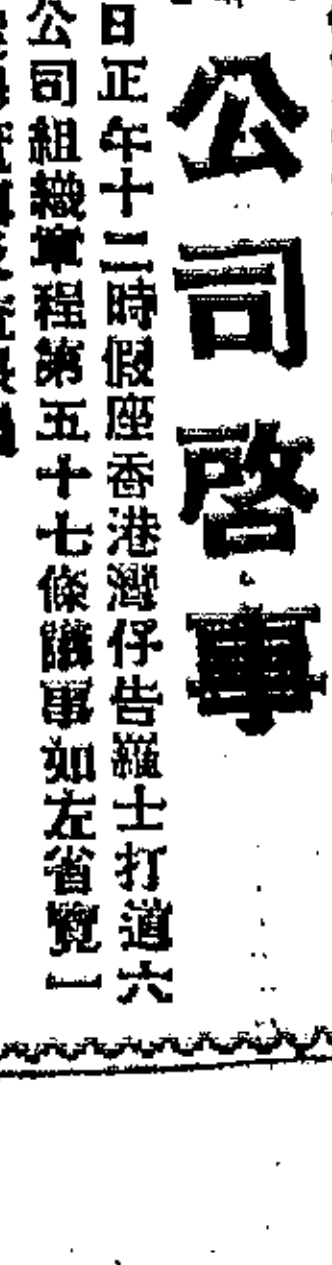 公司啓事
日正午十二時假座香港灣仔告羅士打道六
公司組織章程第五十七條議事如左省覽一